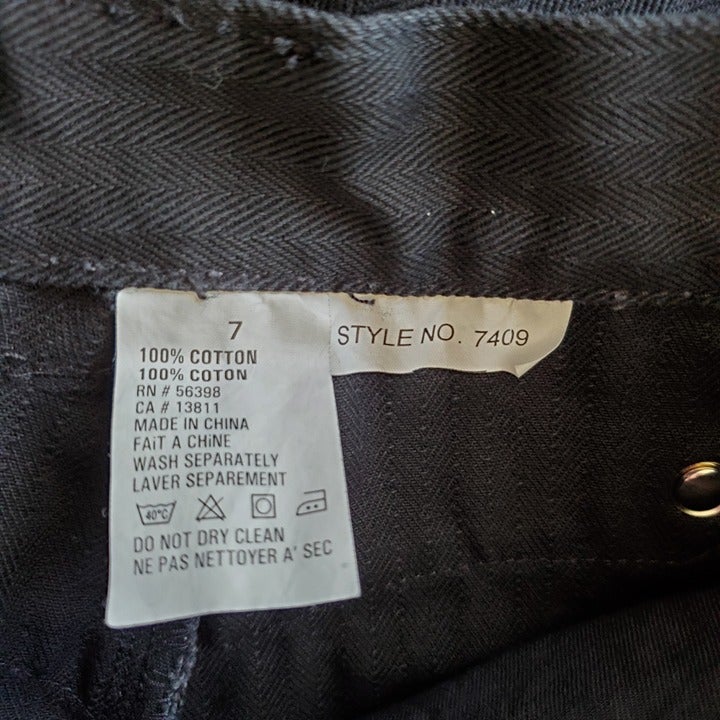 7
100% COTTON
100% COTON
RN # 56398
CA # 13811
MADE IN CHINA
FAiT A CHiNE
WASH SEPARATELY
LAVER SEPAREMENT
40°C
DO NOT DRY CLEAN
NE PAS NETTOYER A' SEC
STYLE NO. 7409